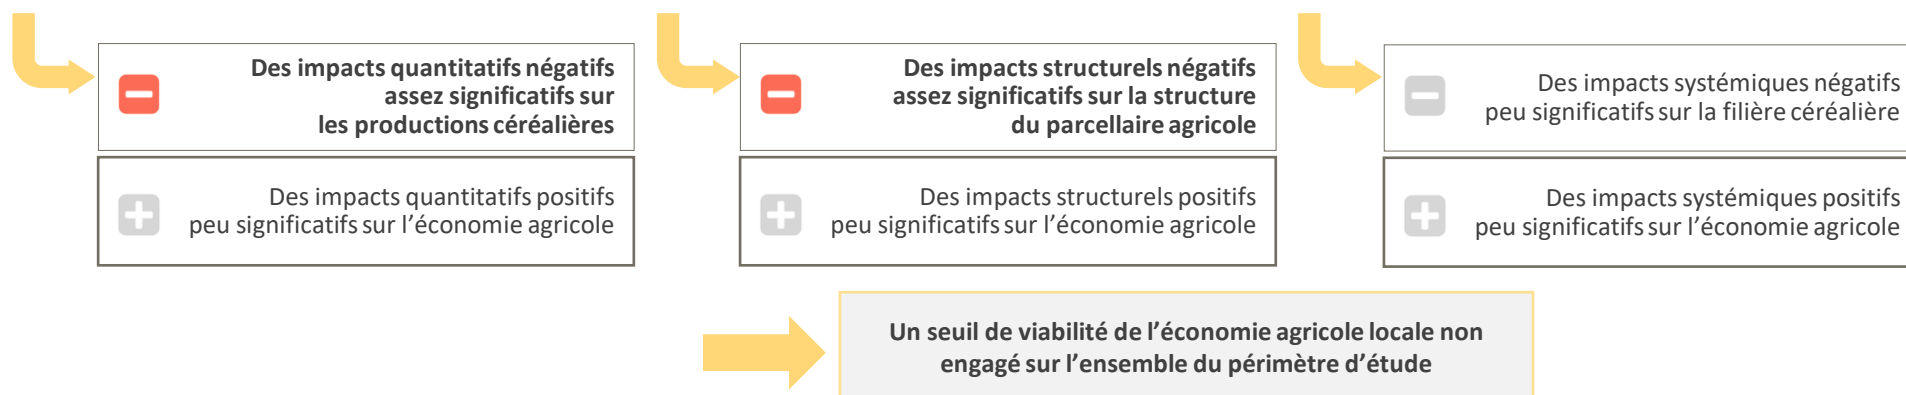 Des impacts quantitatifs négatifs
assez significatifs sur
les productions céréalières
Des impacts quantitatifs positifs
peu significatifs sur l’économie agricole
Des impacts structurels négatifs
assez significatifs sur la structure
du parcellaire agricole
Des impacts structurels positifs
peu significatifs sur l’économie agricole
Des impacts systémiques négatifs
peu significatifs sur la filière céréalière
Des impacts systémiques positifs
peu significatifs sur l’économie agricole
Un seuil de viabilité de l’économie agricole locale non
engagé sur l’ensemble du périmètre d’étude